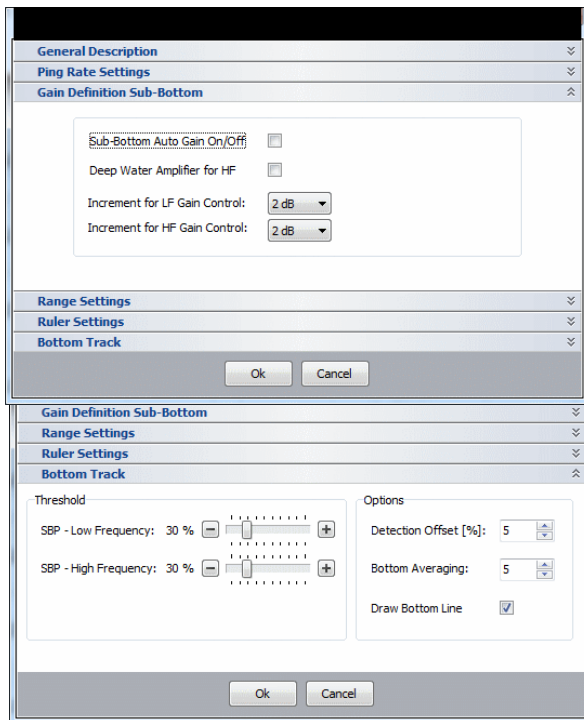 General Description
Ping Rate Settings
Gain Definition Sub-Bottom
Sub-Bottom Auto Gain On/Off
Deep Water Amplifier for HF
Increment for LF Gain Control: 2 dB
Increment for HF Gain Control: 2 dB
Range Settings
Ruler Settings
Bottom Track
Ok Cancel
Gain Definition Sub-Bottom
Range Settings
Ruler Settings
Bottom Track
Threshold Options
SBP - Low Frequency: 30 % Detection Offset [%]: 5
SBP - High Frequency: 30 % Bottom Averaging: 5
Draw Bottom Line
Ok Cancel